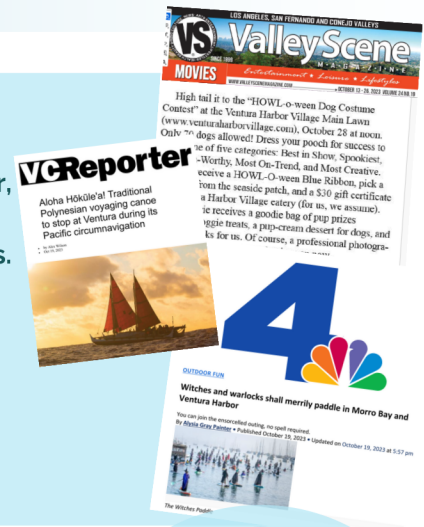 LOS ANGELES, SAN FERNANDO AND CONEJO VALLEYS
VS
ValleyScene
SINCE
M·A·G·A·Z·I·N·E
MOVIES
Entertainment ★ Leisure ★ Lifestyles
WWW.VALLEYSCENEMAGAZINE.COM
OCTOBER 13 - 26, 2023 VOLUME
High tail it to the "HOWL-o-ween Dog Costume
Contest" at the Ventura Harbor Village Main Lawn
(www.venturaharborvillage.com), October 28 at noon.
Only dogs allowed! Dress your pooch for success to
e of five categories: Best in Show, Spookiest,
-Worthy, Most On-Trend, and Most Creative.
eceive a HOWL-O-ween Blue Ribbon, pick a
from the seaside patch, and a $30 gift certificate
a Harbor Village eatery (for us, we assume).
ie receives a goodie bag of pup prizes
oggie treats, a pup-cream dessert for dogs, and
ks for us. Of course, a professional photogra-
r,
s.
VCReporter
Aloha Hōkūle'a! Traditional
Polynesian voyaging canoe
to stop at Ventura during its
Pacific circumnavigation
4
OUTDOOR FUN
Witches and warlocks shall merrily paddle in Morro Bay and
Ventura Harbor
You can join the ensorcelled outing, no spell required.
By Alysia Gray Painter • Published October 19, 2023 • Updated on October 19, 2023 at 5:57 pm
The Witches Paddle